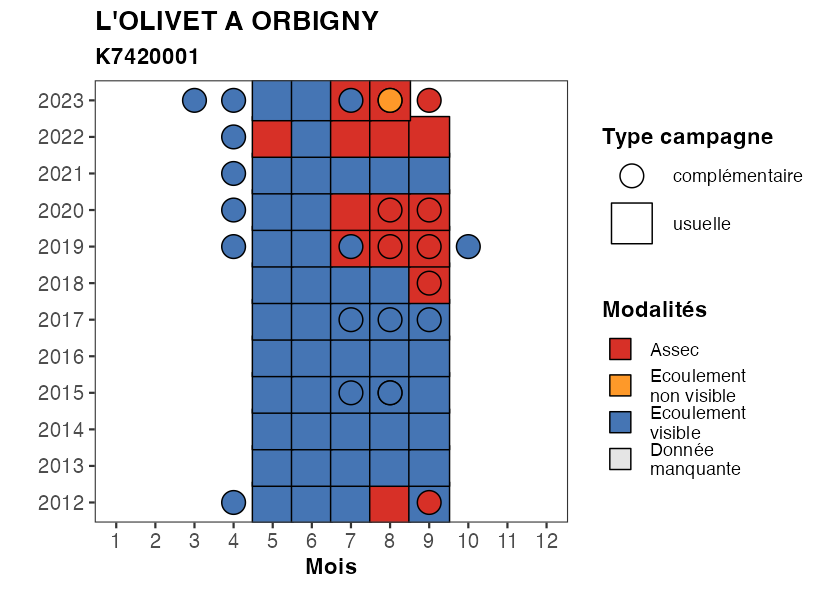 L'OLIVET A ORBIGNY
K7420001
2023
2022
2021
2020
2019
2018
2017
2016
2015
2014
2013
2012
1 2 3 4 5 6 7 8 9 10 11 12
Mois
Type campagne
complémentaire
usuelle
Modalités
Assec
Ecoulement
non visible
Ecoulement
visible
Donnée
manquante